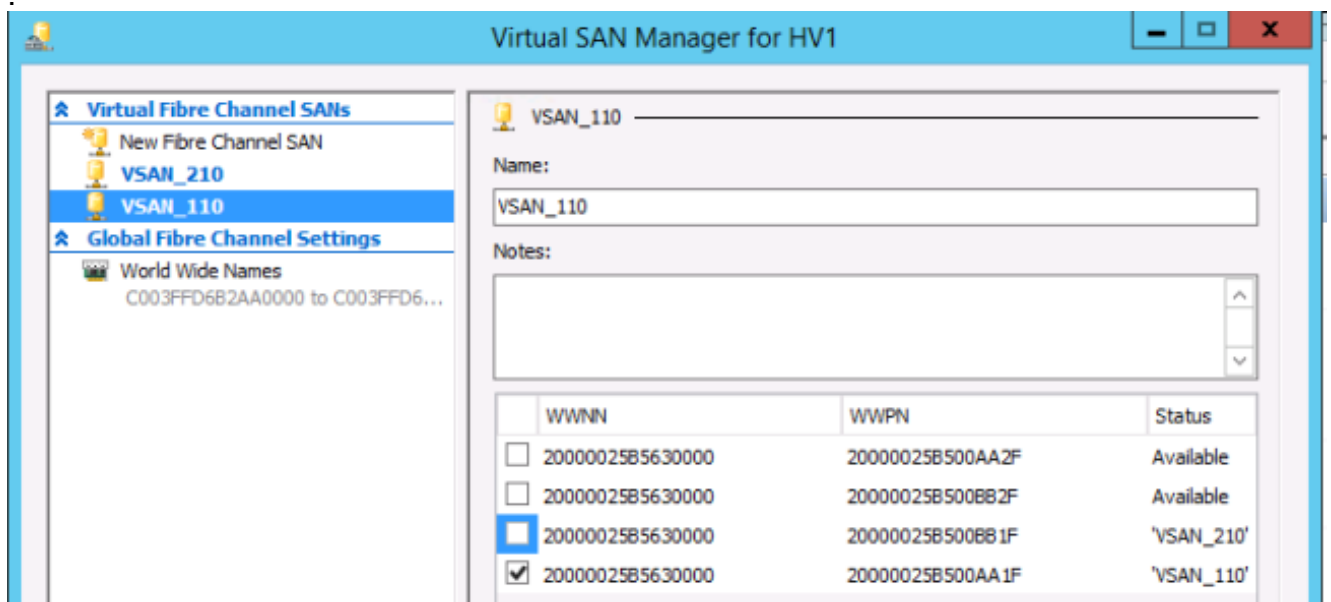 Virtual SAN Manager for HV1
Virtual Fibre Channel SANs
New Fibre Channel SAN
VSAN_210
VSAN_110
Global Fibre Channel Settings
World Wide Names
C003FFD6B2AA0000 to C003FFD6...
VSAN_110
Name:
VSAN_110
Notes:
WWNN WWPN Status
20000025B5630000 20000025B500AA2F Available
20000025B5630000 20000025B500BB2F Available
20000025B5630000 20000025B500BB1F 'VSAN_210'
20000025B5630000 20000025B500AA1F 'VSAN_110'